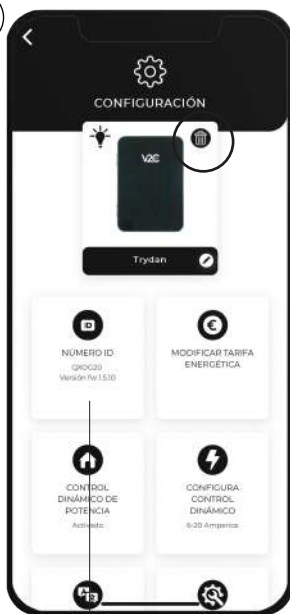 CONFIGURACIÓN
V2C
Trydan
ID
NÚMERO ID
Versión fw 1.5.10
€
MODIFICAR TARIFA
ENERGÉTICA
CONTROL
DINÁMICO DE
POTENCIA
Activado
CONFIGURA
CONTROL
DINÁMICO
6-20 Amperios